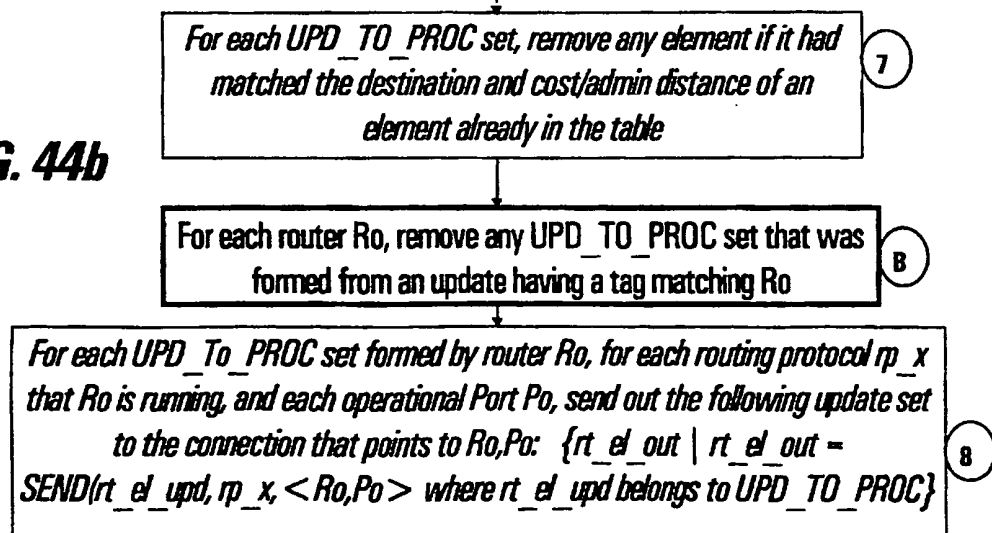 For each UPD_TO_PROC set, remove any element if it had
matched the destination and cost/admin distance of an
element already in the table
7
G. 44b
For each router Ro, remove any UPD_TO_PROC set that was
formed from an update having a tag matching Ro
B
For each UPD_To_PROC set formed by router Ro, for each routing protocol rp_x
that Ro is running, and each operational Port Po, send out the following update set
to the connection that points to Ro,Po: {rt_el_out | rt_el_out =
SEND(rt_el_upd, rp_x, <Ro,Po> where rt_el_upd belongs to UPD_TO_PROC}
8